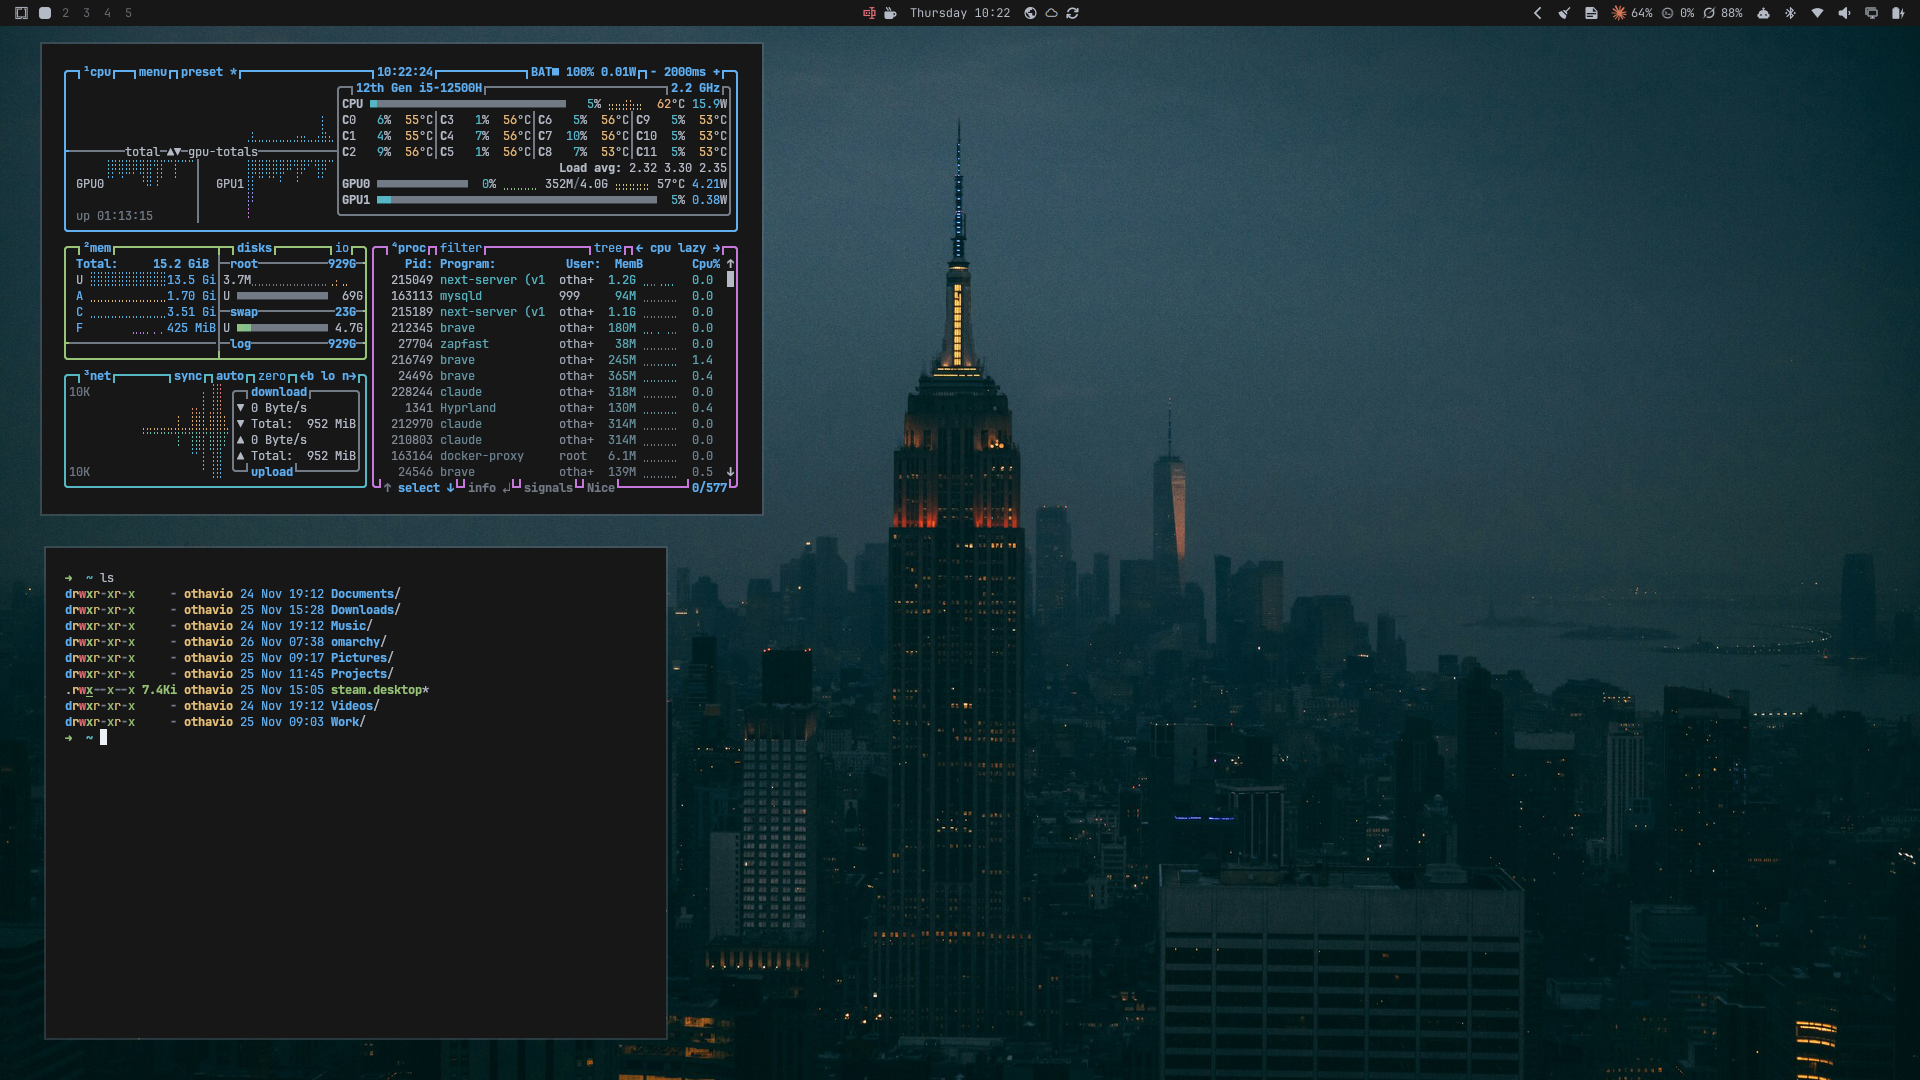 2 3 4 5
Thursday 10:22
64% 0% 88%
¹cpu menu preset * 10:22:24 BAT■ 100% 0.01W - 2000ms +
12th Gen i5-12500H 2.2 GHz
CPU 5% 62°C 15.9W
C0 6% 55°C C3 1% 56°C C6 5% 56°C C9 5% 53°C
C1 4% 55°C C4 7% 56°C C7 10% 56°C C10 5% 53°C
C2 9% 56°C C5 1% 56°C C8 7% 53°C C11 5% 53°C
total ▲▼ gpu-totals
Load avg: 2.32 3.30 2.35
GPU0 GPU1
GPU0 0% 352M/4.0G 57°C 4.21W
GPU1 5% 0.38W
up 01:13:15
²mem disks io
Total: 15.2 GiB root 929G
U 13.5 Gi 3.7M
A 1.70 Gi U 69G
C 3.51 Gi swap 23G
F 425 MiB U 4.7G
log 929G
³net sync auto zero ←b lo n→
10K download
▼ 0 Byte/s
▼ Total: 952 MiB
▲ 0 Byte/s
▲ Total: 952 MiB
10K upload
⁴proc filter tree ← cpu lazy →
Pid: Program: User: MemB Cpu% ↑
215049 next-server (v1 otha+ 1.2G 0.0
163113 mysqld 999 94M 0.0
215189 next-server (v1 otha+ 1.1G 0.0
212345 brave otha+ 180M 0.0
27704 zapfast otha+ 38M 0.0
216749 brave otha+ 245M 1.4
24496 brave otha+ 365M 0.4
228244 claude otha+ 318M 0.0
1341 Hyprland otha+ 130M 0.4
212970 claude otha+ 314M 0.0
210803 claude otha+ 314M 0.0
163164 docker-proxy root 6.1M 0.0
24546 brave otha+ 139M 0.5 ↓
↑ select ↓ info ↵ signals Nice 0/577
→ ~ ls
drwxr-xr-x - othavio 24 Nov 19:12 Documents/
drwxr-xr-x - othavio 25 Nov 15:28 Downloads/
drwxr-xr-x - othavio 24 Nov 19:12 Music/
drwxr-xr-x - othavio 26 Nov 07:38 omarchy/
drwxr-xr-x - othavio 25 Nov 09:17 Pictures/
drwxr-xr-x - othavio 25 Nov 11:45 Projects/
.rwx--x--x 7.4Ki othavio 25 Nov 15:05 steam.desktop*
drwxr-xr-x - othavio 24 Nov 19:12 Videos/
drwxr-xr-x - othavio 25 Nov 09:03 Work/
→ ~